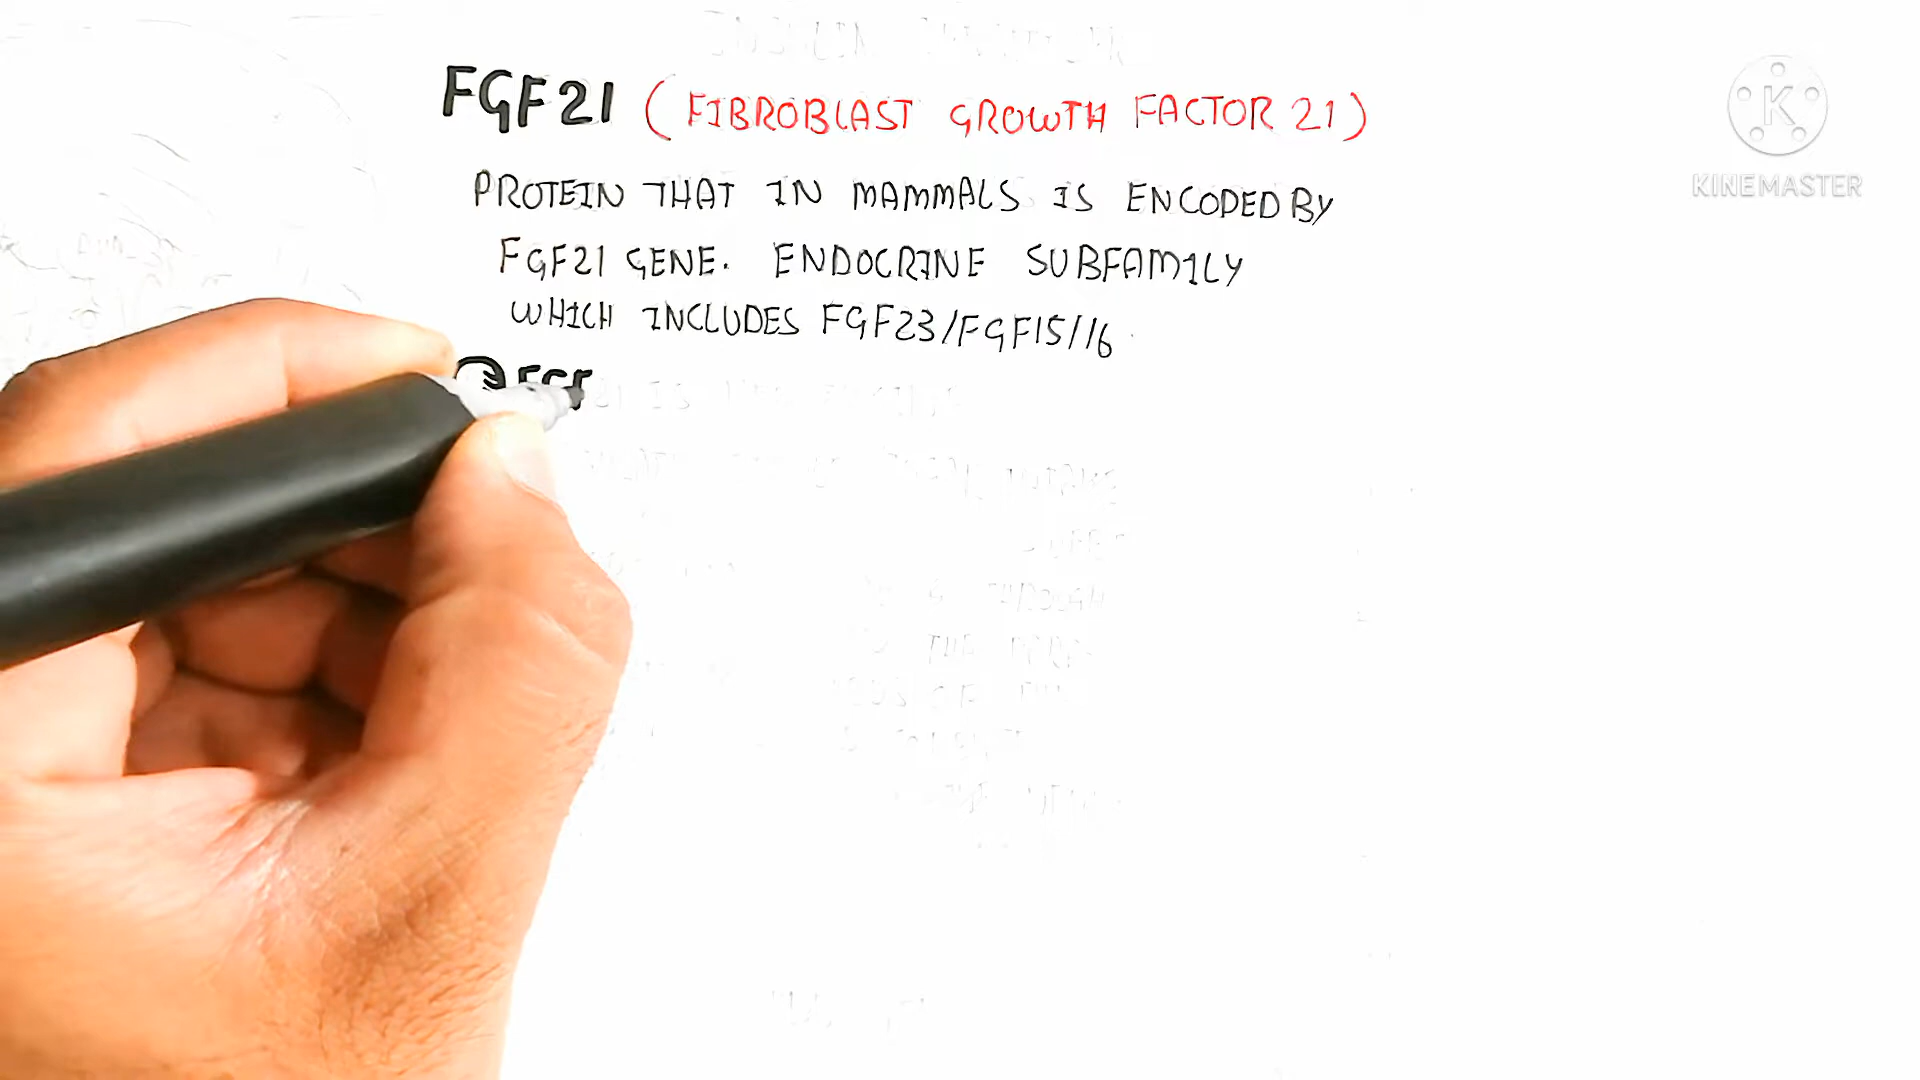 FGF21 (FIBROBLAST GROWTH FACTOR 21)
PROTEIN THAT IN MAMMALS IS ENCODED BY
FGF21 GENE. ENDOCRINE SUBFAMILY
WHICH INCLUDES FGF23/FGF15/16
FGF
K
KINEMASTER